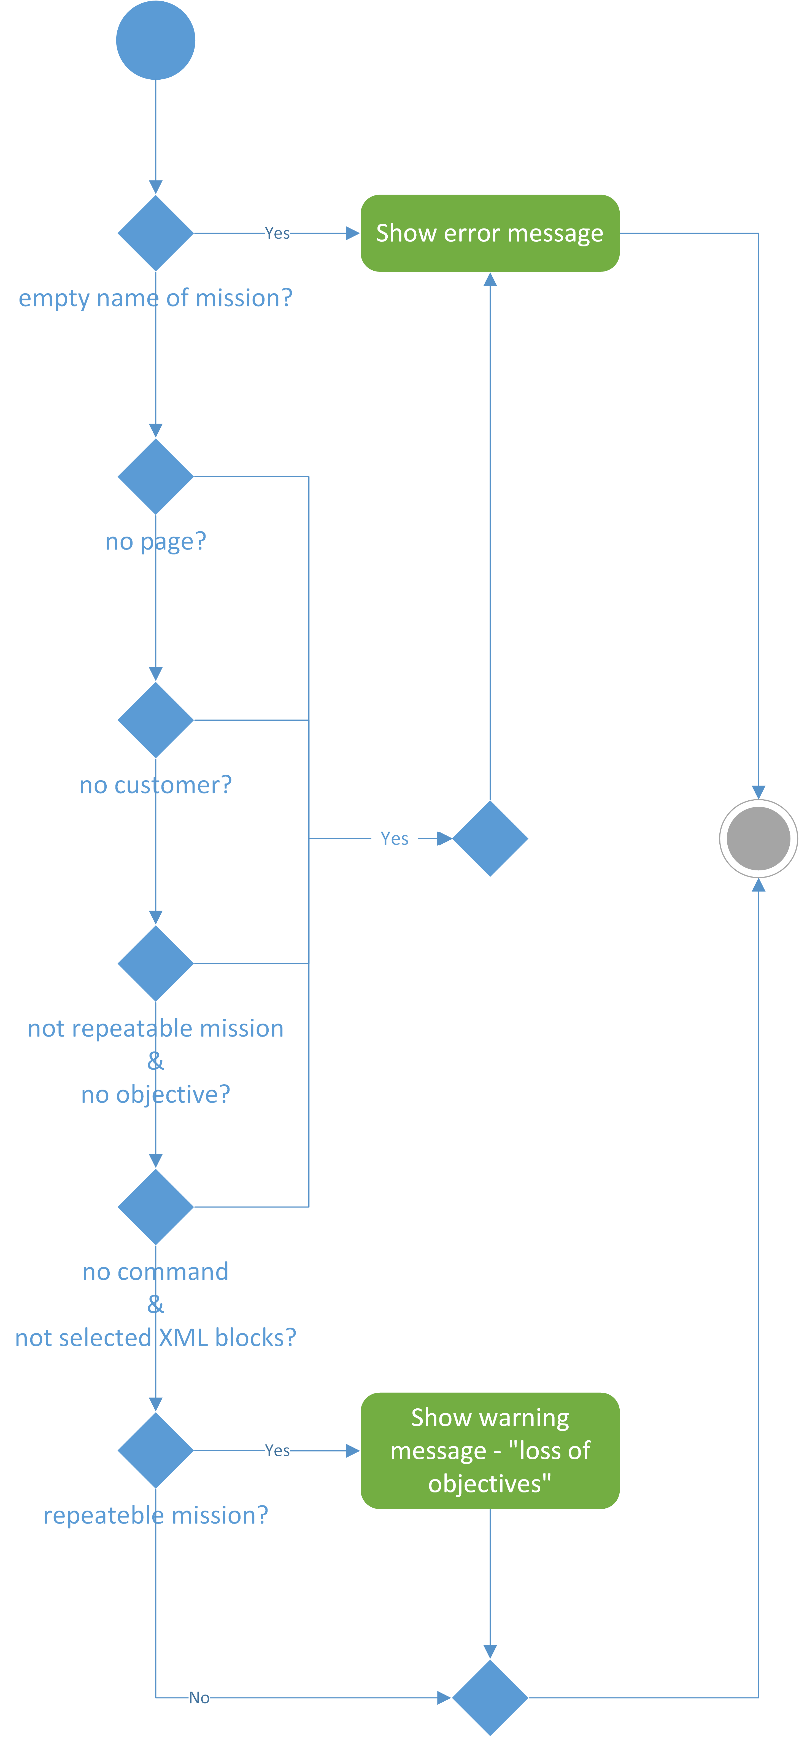 Yes
Show error message
empty name of mission?
no page?
no customer?
Yes
not repeatable mission
&
no objective?
no command
&
not selected XML blocks?
Yes
Show warning
message - "loss of
objectives"
repeateble mission?
No